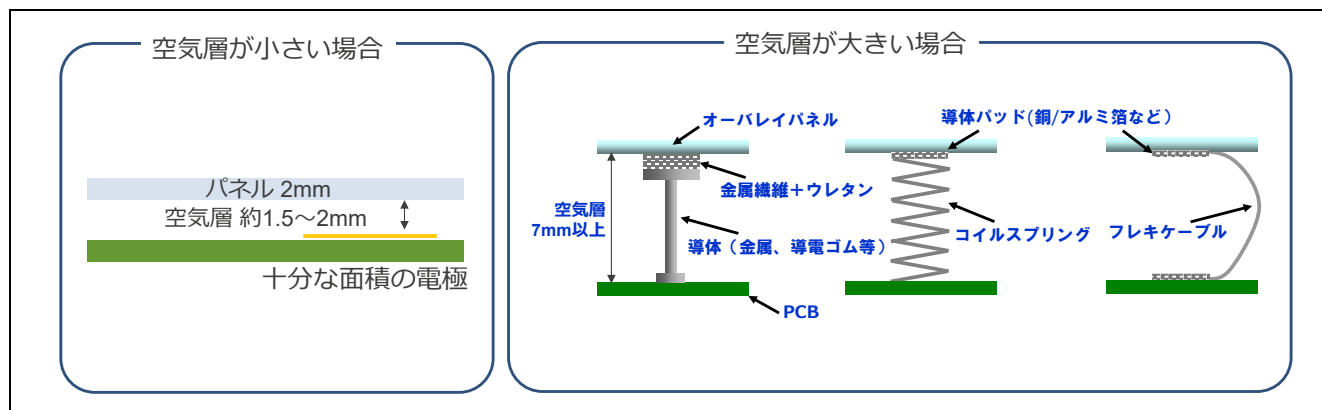 空気層が小さい場合
パネル 2mm
空気層 約1.5～2mm
十分な面積の電極
空気層が大きい場合
オーバレイパネル
導体パッド(銅/アルミ箔など）
金属繊維＋ウレタン
空気層
7mm以上
導体（金属、導電ゴム等）
コイルスプリング
フレキケーブル
PCB